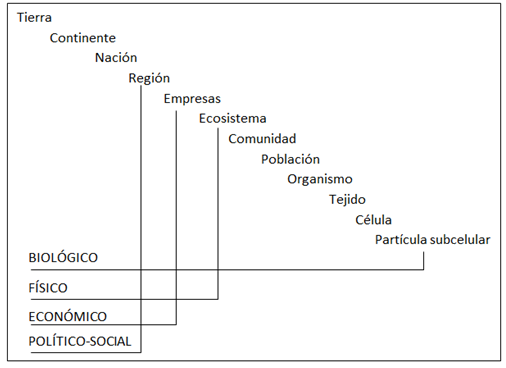 Tierra
Continente
Nación
Región
Empresas
Ecosistema
Comunidad
Población
Organismo
Tejido
Célula
Partícula subcelular
BIOLÓGICO
FÍSICO
ECONÓMICO
POLÍTICO-SOCIAL